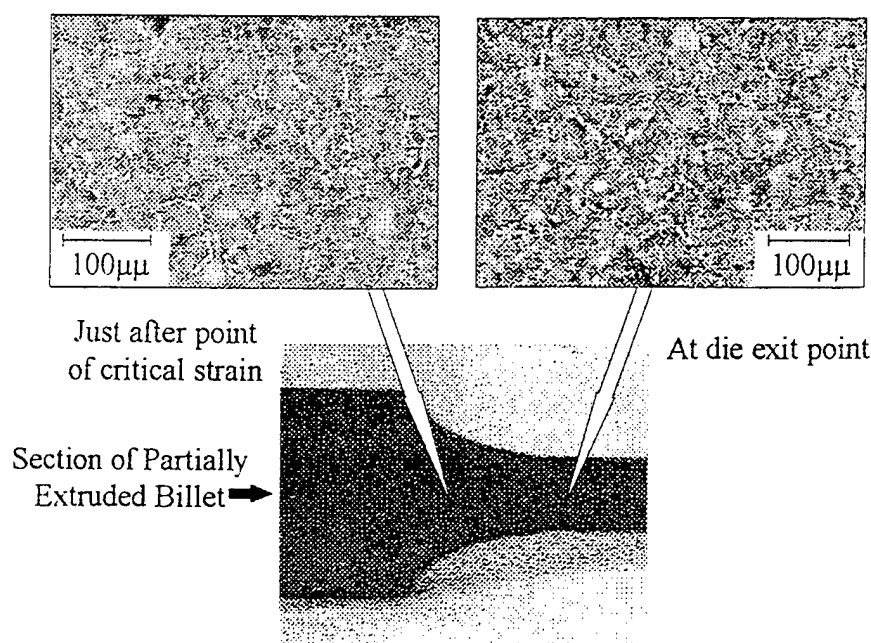 100μμ
100μμ
Just after point
of critical strain
At die exit point
Section of Partially
Extruded Billet